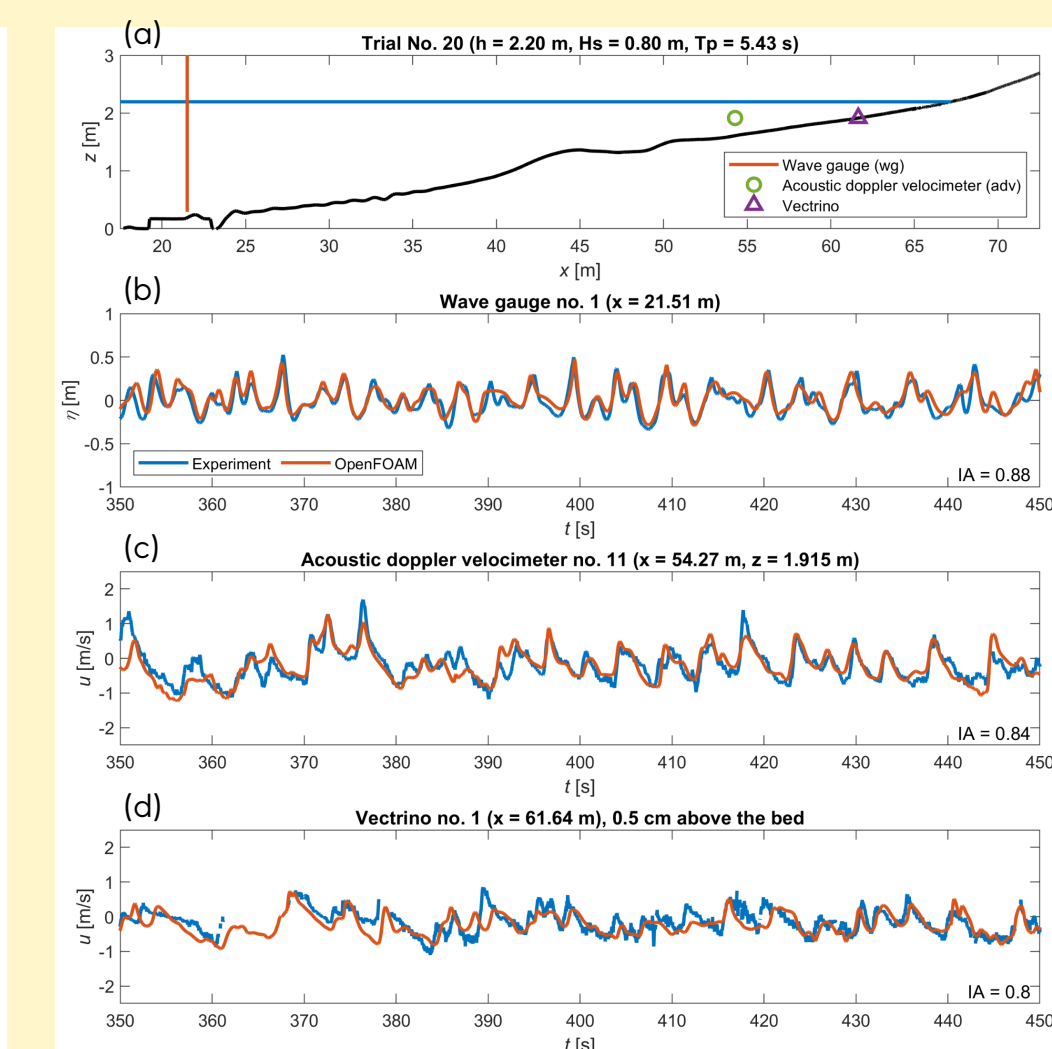 (a)
Trial No. 20 (h = 2.20 m, Hs = 0.80 m, Tp = 5.43 s)
3
2
1
0
z [m]
Wave gauge (wg)
Acoustic doppler velocimeter (adv)
Vectrino
20 25 30 35 40 45 50 55 60 65 70
x [m]
(b)
Wave gauge no. 1 (x = 21.51 m)
1
0.5
0
-0.5
-1
η [m]
Experiment OpenFOAM
IA = 0.88
350 360 370 380 390 400 410 420 430 440 450
t [s]
(c)
Acoustic doppler velocimeter no. 11 (x = 54.27 m, z = 1.915 m)
2
1
0
-1
-2
u [m/s]
IA = 0.84
350 360 370 380 390 400 410 420 430 440 450
t [s]
(d)
Vectrino no. 1 (x = 61.64 m), 0.5 cm above the bed
2
1
0
-1
-2
u [m/s]
IA = 0.8
350 360 370 380 390 400 410 420 430 440 450
t [s]